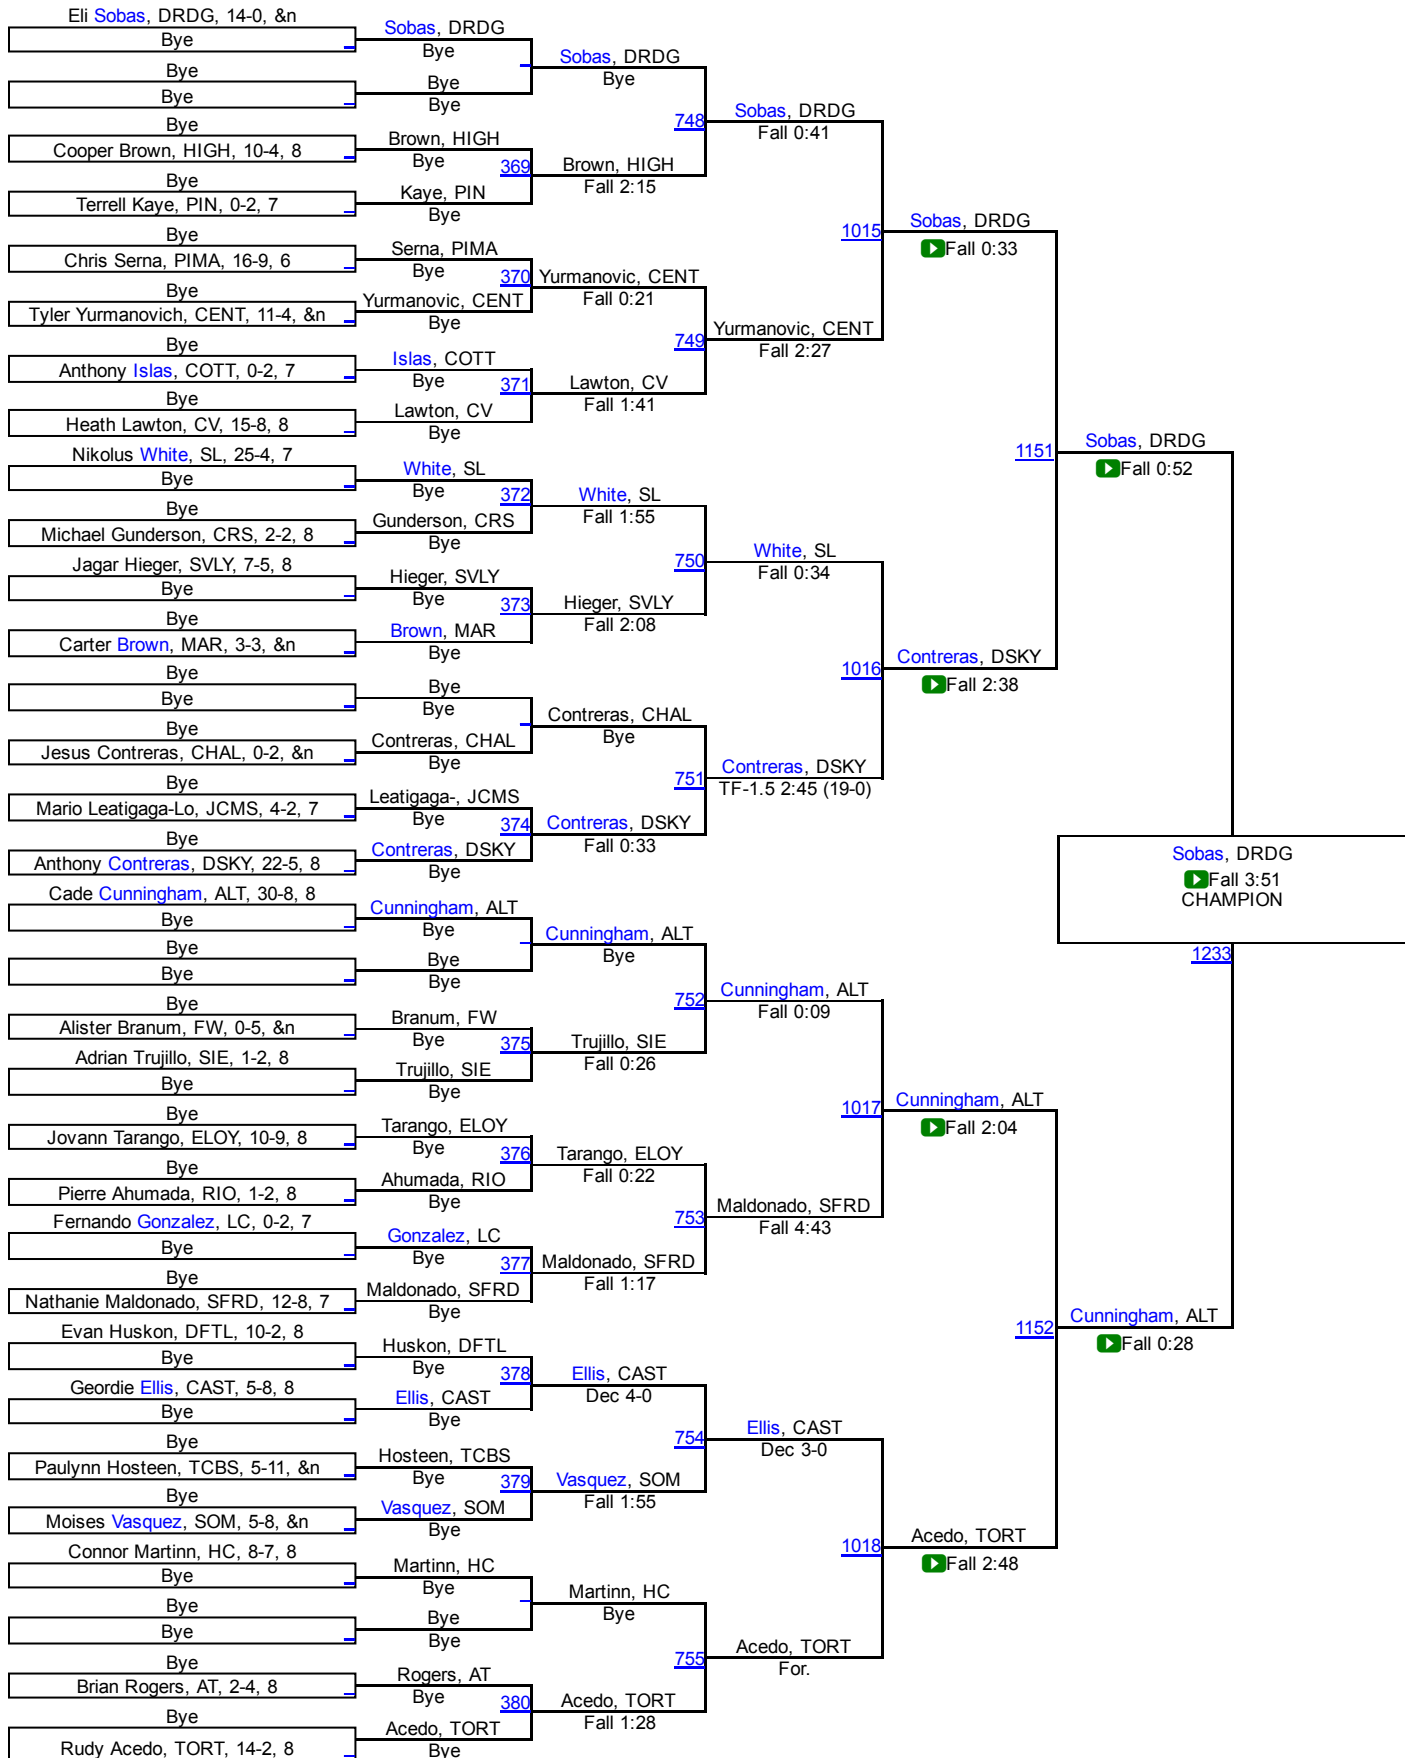 Eli Sobas, DRDG, 14-0, &n
Bye
Bye
Bye
Bye
Cooper Brown, HIGH, 10-4, 8
Bye
Terrell Kaye, PIN, 0-2, 7
Bye
Chris Serna, PIMA, 16-9, 6
Bye
Tyler Yurmanovich, CENT, 11-4, &n
Bye
Anthony Islas, COTT, 0-2, 7
Bye
Heath Lawton, CV, 15-8, 8
Nikolus White, SL, 25-4, 7
Bye
Bye
Michael Gunderson, CRS, 2-2, 8
Jagar Hieger, SVLY, 7-5, 8
Bye
Bye
Carter Brown, MAR, 3-3, &n
Bye
Bye
Bye
Jesus Contreras, CHAL, 0-2, &n
Bye
Mario Leatigaga-Lo, JCMS, 4-2, 7
Bye
Anthony Contreras, DSKY, 22-5, 8
Cade Cunningham, ALT, 30-8, 8
Bye
Bye
Bye
Bye
Alister Branum, FW, 0-5, &n
Adrian Trujillo, SIE, 1-2, 8
Bye
Bye
Jovann Tarango, ELOY, 10-9, 8
Bye
Pierre Ahumada, RIO, 1-2, 8
Fernando Gonzalez, LC, 0-2, 7
Bye
Bye
Nathanie Maldonado, SFRD, 12-8, 7
Evan Huskon, DFTL, 10-2, 8
Bye
Geordie Ellis, CAST, 5-8, 8
Bye
Bye
Paulynn Hosteen, TCBS, 5-11, &n
Bye
Moises Vasquez, SOM, 5-8, &n
Connor Martinn, HC, 8-7, 8
Bye
Bye
Bye
Bye
Brian Rogers, AT, 2-4, 8
Bye
Rudy Acedo, TORT, 14-2, 8
Sobas, DRDG
Bye
Bye
Bye
Brown, HIGH
Bye
369
Kaye, PIN
Bye
Serna, PIMA
Bye
370
Yurmanovic, CENT
Bye
Islas, COTT
Bye
371
Lawton, CV
Bye
White, SL
Bye
372
Gunderson, CRS
Bye
Hieger, SVLY
Bye
373
Brown, MAR
Bye
Bye
Bye
Contreras, CHAL
Bye
Leatigaga-, JCMS
Bye
374
Contreras, DSKY
Bye
Cunningham, ALT
Bye
Bye
Bye
Branum, FW
Bye
375
Trujillo, SIE
Bye
Tarango, ELOY
Bye
376
Ahumada, RIO
Bye
Gonzalez, LC
Bye
377
Maldonado, SFRD
Bye
Huskon, DFTL
Bye
378
Ellis, CAST
Bye
Hosteen, TCBS
Bye
379
Vasquez, SOM
Bye
Martinn, HC
Bye
Bye
Bye
Rogers, AT
Bye
380
Acedo, TORT
Bye
Sobas, DRDG
Bye
748
Brown, HIGH
Fall 2:15
Yurmanovic, CENT
Fall 0:21
749
Lawton, CV
Fall 1:41
White, SL
Fall 1:55
750
Hieger, SVLY
Fall 2:08
Contreras, CHAL
Bye
751
Contreras, DSKY
Fall 0:33
Cunningham, ALT
Bye
752
Trujillo, SIE
Fall 0:26
Tarango, ELOY
Fall 0:22
753
Maldonado, SFRD
Fall 1:17
Ellis, CAST
Dec 4-0
754
Vasquez, SOM
Fall 1:55
Martinn, HC
Bye
755
Acedo, TORT
Fall 1:28
Sobas, DRDG
Fall 0:41
1015
Yurmanovic, CENT
Fall 2:27
White, SL
Fall 0:34
1016
Contreras, DSKY
TF-1.5 2:45 (19-0)
Cunningham, ALT
Fall 0:09
1017
Maldonado, SFRD
Fall 4:43
Ellis, CAST
Dec 3-0
1018
Acedo, TORT
For.
Sobas, DRDG
Fall 0:33
1151
Contreras, DSKY
Fall 2:38
Cunningham, ALT
Fall 2:04
1152
Acedo, TORT
Fall 2:48
Sobas, DRDG
Fall 0:52
Sobas, DRDG
Fall 3:51
CHAMPION
1233
Cunningham, ALT
Fall 0:28